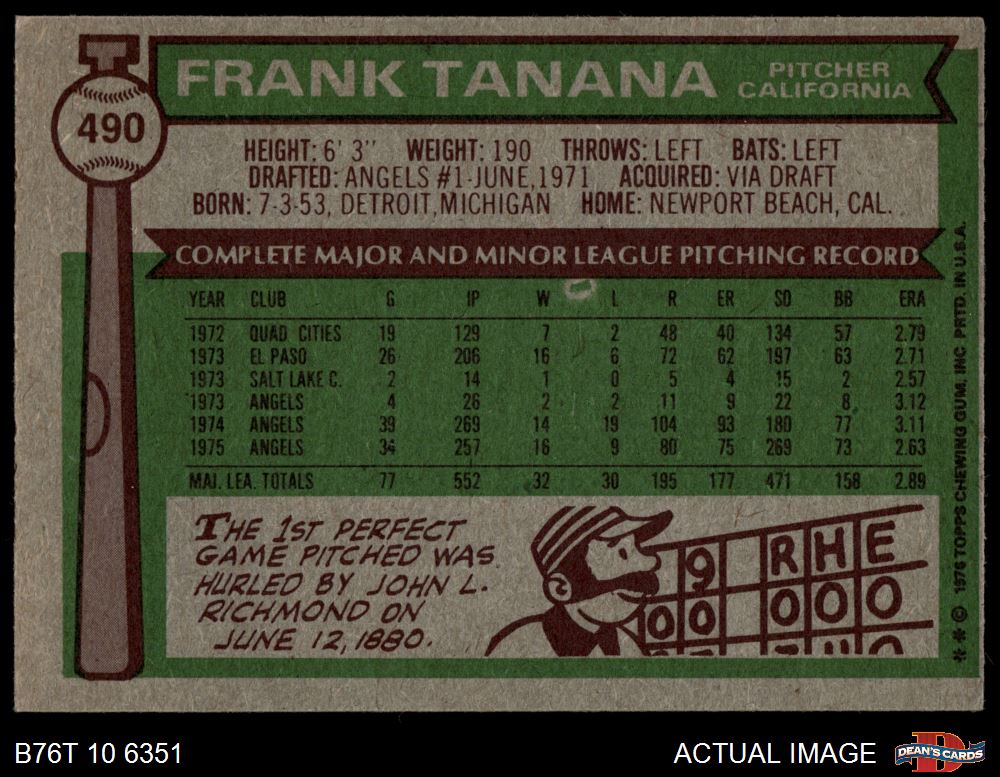 490
FRANK TANANA
PITCHER
CALIFORNIA
HEIGHT: 6' 3" WEIGHT: 190 THROWS: LEFT BATS: LEFT
DRAFTED: ANGELS #1-JUNE, 1971 ACQUIRED: VIA DRAFT
BORN: 7-3-53, DETROIT, MICHIGAN HOME: NEWPORT BEACH, CAL.
COMPLETE MAJOR AND MINOR LEAGUE PITCHING RECORD
YEAR CLUB G IP W L R ER SO BB ERA
1972 QUAD CITIES 19 129 7 2 48 40 134 57 2.79
1973 EL PASO 26 206 16 6 72 62 197 63 2.71
1973 SALT LAKE C. 2 14 1 0 5 4 15 2 2.57
1973 ANGELS 4 26 2 2 11 9 22 8 3.12
1974 ANGELS 39 269 14 19 104 93 180 77 3.11
1975 ANGELS 34 257 16 9 80 75 269 73 2.63
MAJ. LEA. TOTALS 77 552 32 30 195 177 471 158 2.89
THE 1ST PERFECT
GAME PITCHED WAS
HURLED BY JOHN L.
RICHMOND ON
JUNE 12, 1880.
9 R H E
0 0 0 0 0
** © 1976 TOPPS CHEWING GUM, INC. PRTD. IN U.S.A.
B76T 10 6351
ACTUAL IMAGE
DEAN'S CARDS